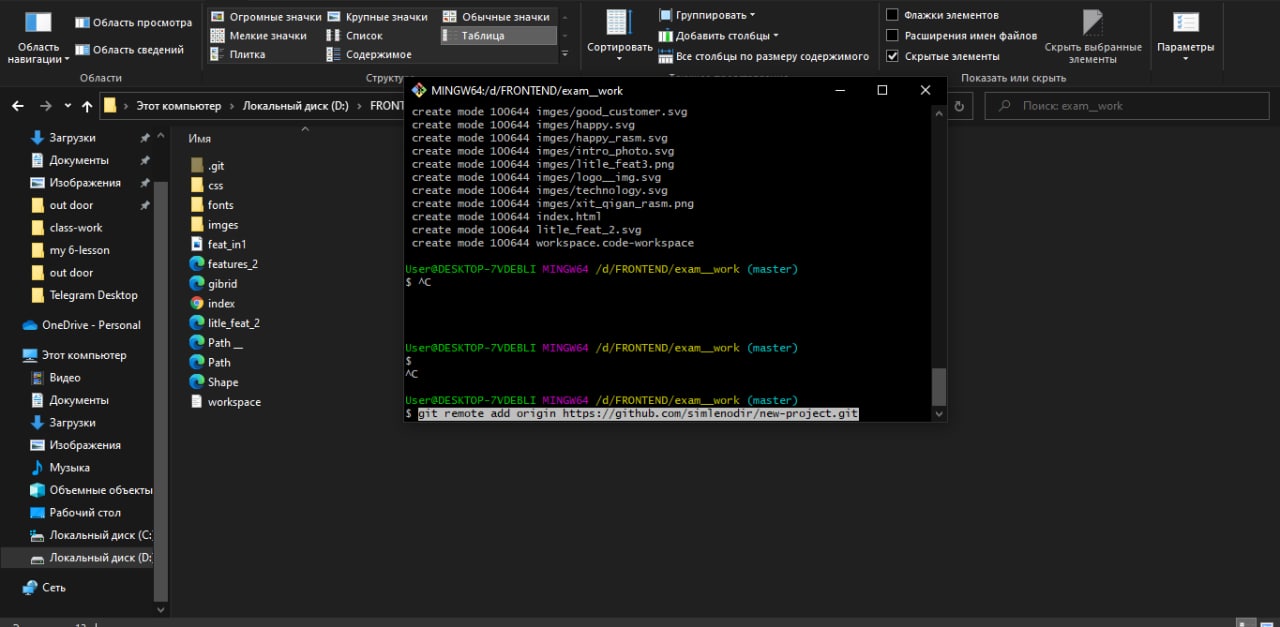 Область навигации
Область просмотра
Область сведений
Области
Огромные значки
Крупные значки
Обычные значки
Мелкие значки
Список
Таблица
Плитка
Содержимое
Структу
Сортировать
Группировать
Добавить столбцы
Все столбцы по размеру содержимого
Флажки элементов
Расширения имен файлов
Скрытые элементы
Скрыть выбранные элементы
Показать или скрыть
Параметры
Этот компьютер
Локальный диск (D:)
FRONT
Поиск: exam__work
Загрузки
Документы
Изображения
out door
class-work
my 6-lesson
out door
Telegram Desktop
OneDrive - Personal
Этот компьютер
Видео
Документы
Загрузки
Изображения
Музыка
Объемные объекты
Рабочий стол
Локальный диск (C:
Локальный диск (D:
Сеть
Имя
.git
css
fonts
imges
feat_in1
features_2
gibrid
index
litle_feat_2
Path __
Path
Shape
workspace
MINGW64:/d/FRONTEND/exam__work
create mode 100644 imges/good_customer.svg
create mode 100644 imges/happy.svg
create mode 100644 imges/happy_rasm.svg
create mode 100644 imges/intro_photo.svg
create mode 100644 imges/litle_feat3.png
create mode 100644 imges/logo__img.svg
create mode 100644 imges/technology.svg
create mode 100644 imges/xit_qigan_rasm.png
create mode 100644 index.html
create mode 100644 litle_feat_2.svg
create mode 100644 workspace.code-workspace
User@DESKTOP-7VDEBLI MINGW64 /d/FRONTEND/exam__work (master)
$ ^C
User@DESKTOP-7VDEBLI MINGW64 /d/FRONTEND/exam__work (master)
$
^C
User@DESKTOP-7VDEBLI MINGW64 /d/FRONTEND/exam__work (master)
$ git remote add origin https://github.com/simlenodir/new-project.git